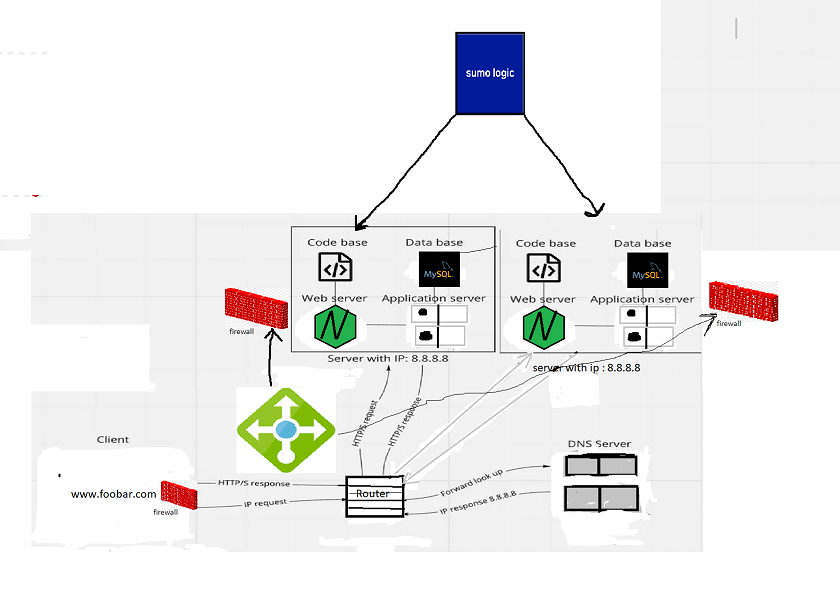 sumo logic
Code base
Data base
Code base
Data base
MySQL
MySQL
Web server
Application server
Web server
Application server
firewall
firewall
Server with IP: 8.8.8.8
server with ip : 8.8.8.8
HTTP/S request
HTTP/S response
Client
DNS Server
www.foobar.com
firewall
HTTP/S response
IP request
Router
Forward look up
IP response 8.8.8.8